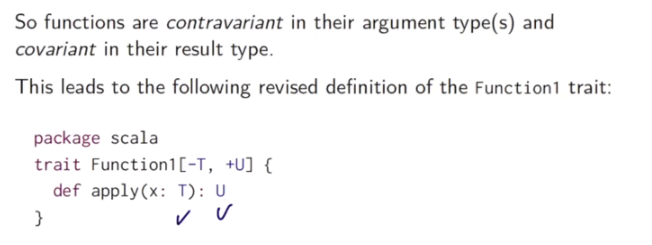 So functions are contravariant in their argument type(s) and
covariant in their result type.
This leads to the following revised definition of the Function1 trait:
package scala
trait Function1[-T, +U] {
def apply(x: T): U
}